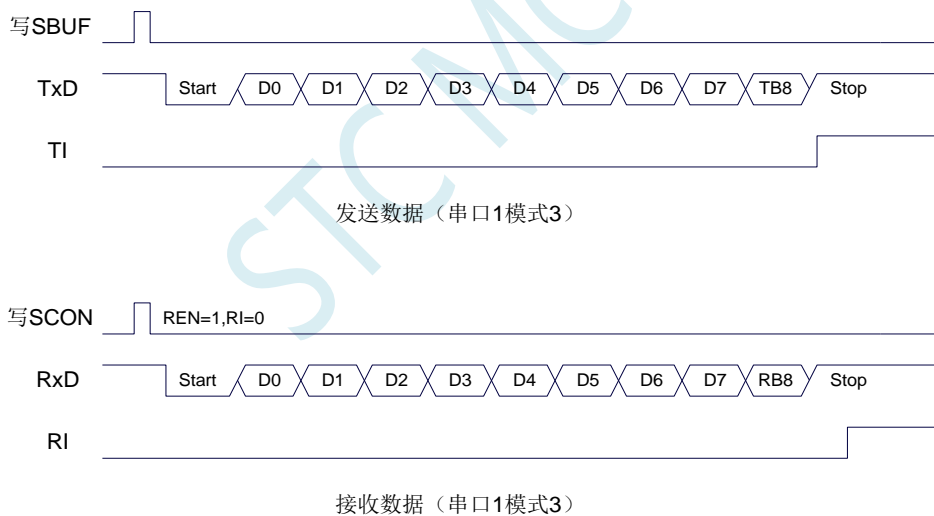 写SBUF
TxD Start D0 D1 D2 D3 D4 D5 D6 D7 TB8 Stop
TI
发送数据（串口1模式3）
写SCON REN=1,RI=0
RxD Start D0 D1 D2 D3 D4 D5 D6 D7 RB8 Stop
RI
接收数据（串口1模式3）
STC MC